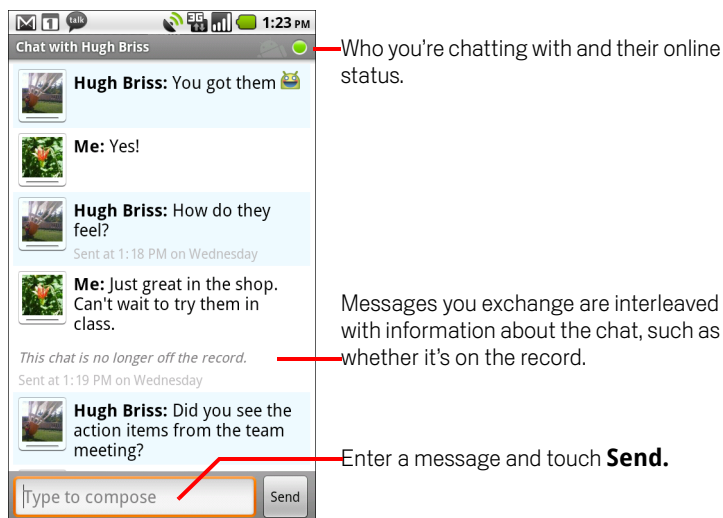 1 talk 3G 1:23 PM
Chat with Hugh Briss
Who you're chatting with and their online
status.
Hugh Briss: You got them
Me: Yes!
Hugh Briss: How do they
feel?
Sent at 1:18 PM on Wednesday
Me: Just great in the shop.
Can't wait to try them in
class.
Messages you exchange are interleaved
with information about the chat, such as
whether it's on the record.
This chat is no longer off the record.
Sent at 1:19 PM on Wednesday
Hugh Briss: Did you see the
action items from the team
meeting?
Enter a message and touch Send.
Type to compose
Send